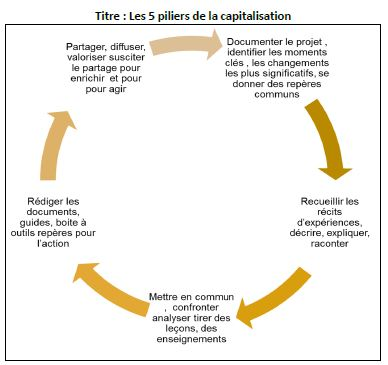 Titre : Les 5 piliers de la capitalisation
Partager, diffuser,
valoriser susciter
le partage pour
enrichir et pour
pour agir
Documenter le projet ,
identifier les moments
clés , les changements
les plus significatifs, se
donner des repères
communs
Recueillir les
récits
d'expériences,
décrire, expliquer,
raconter
Mettre en commun
, confronter
analyser tirer des
leçons, des
enseignements
Rédiger les
documents,
guides, boite à
outils repères pour
l'action